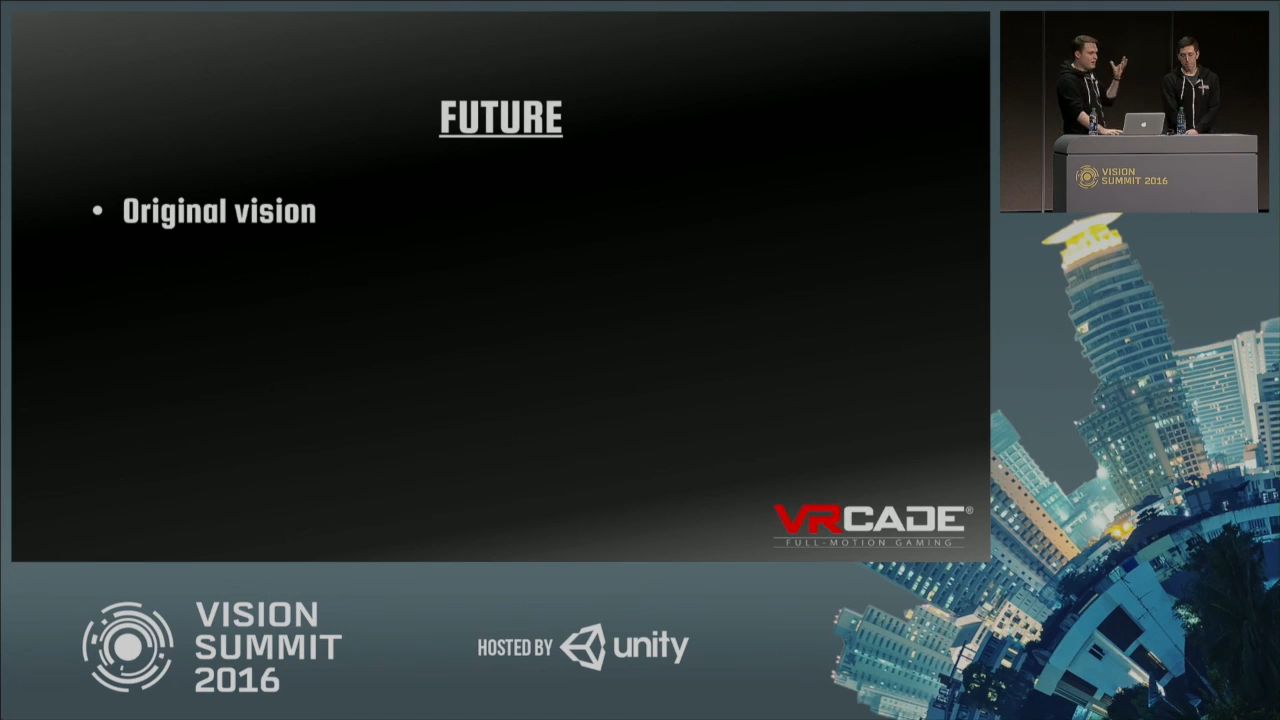 FUTURE
• Original vision
VRCADE®
FULL-MOTION GAMING
VISION
SUMMIT 2016
VISION
SUMMIT
2016
HOSTED BY unity